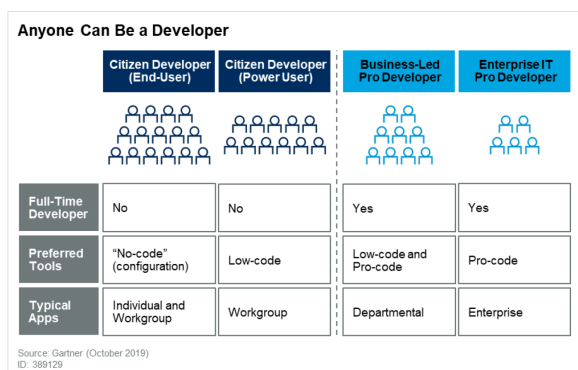 Anyone Can Be a Developer
Citizen Developer
(End-User)
Citizen Developer
(Power User)
Business-Led
Pro Developer
Enterprise IT
Pro Developer
Full-Time
Developer
No
No
Yes
Yes
Preferred
Tools
“No-code”
(configuration)
Low-code
Low-code and
Pro-code
Pro-code
Typical
Apps
Individual and
Workgroup
Workgroup
Departmental
Enterprise
Source: Gartner (October 2019)
ID: 389129